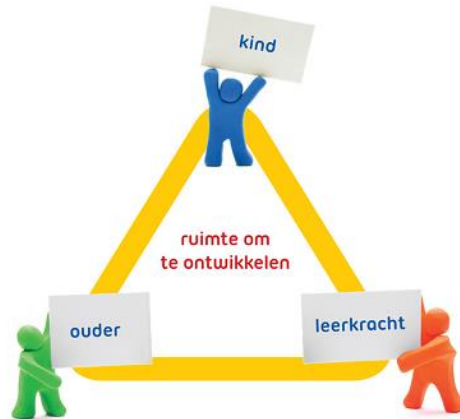 kind
ruimte om
te ontwikkelen
ouder
leerkracht